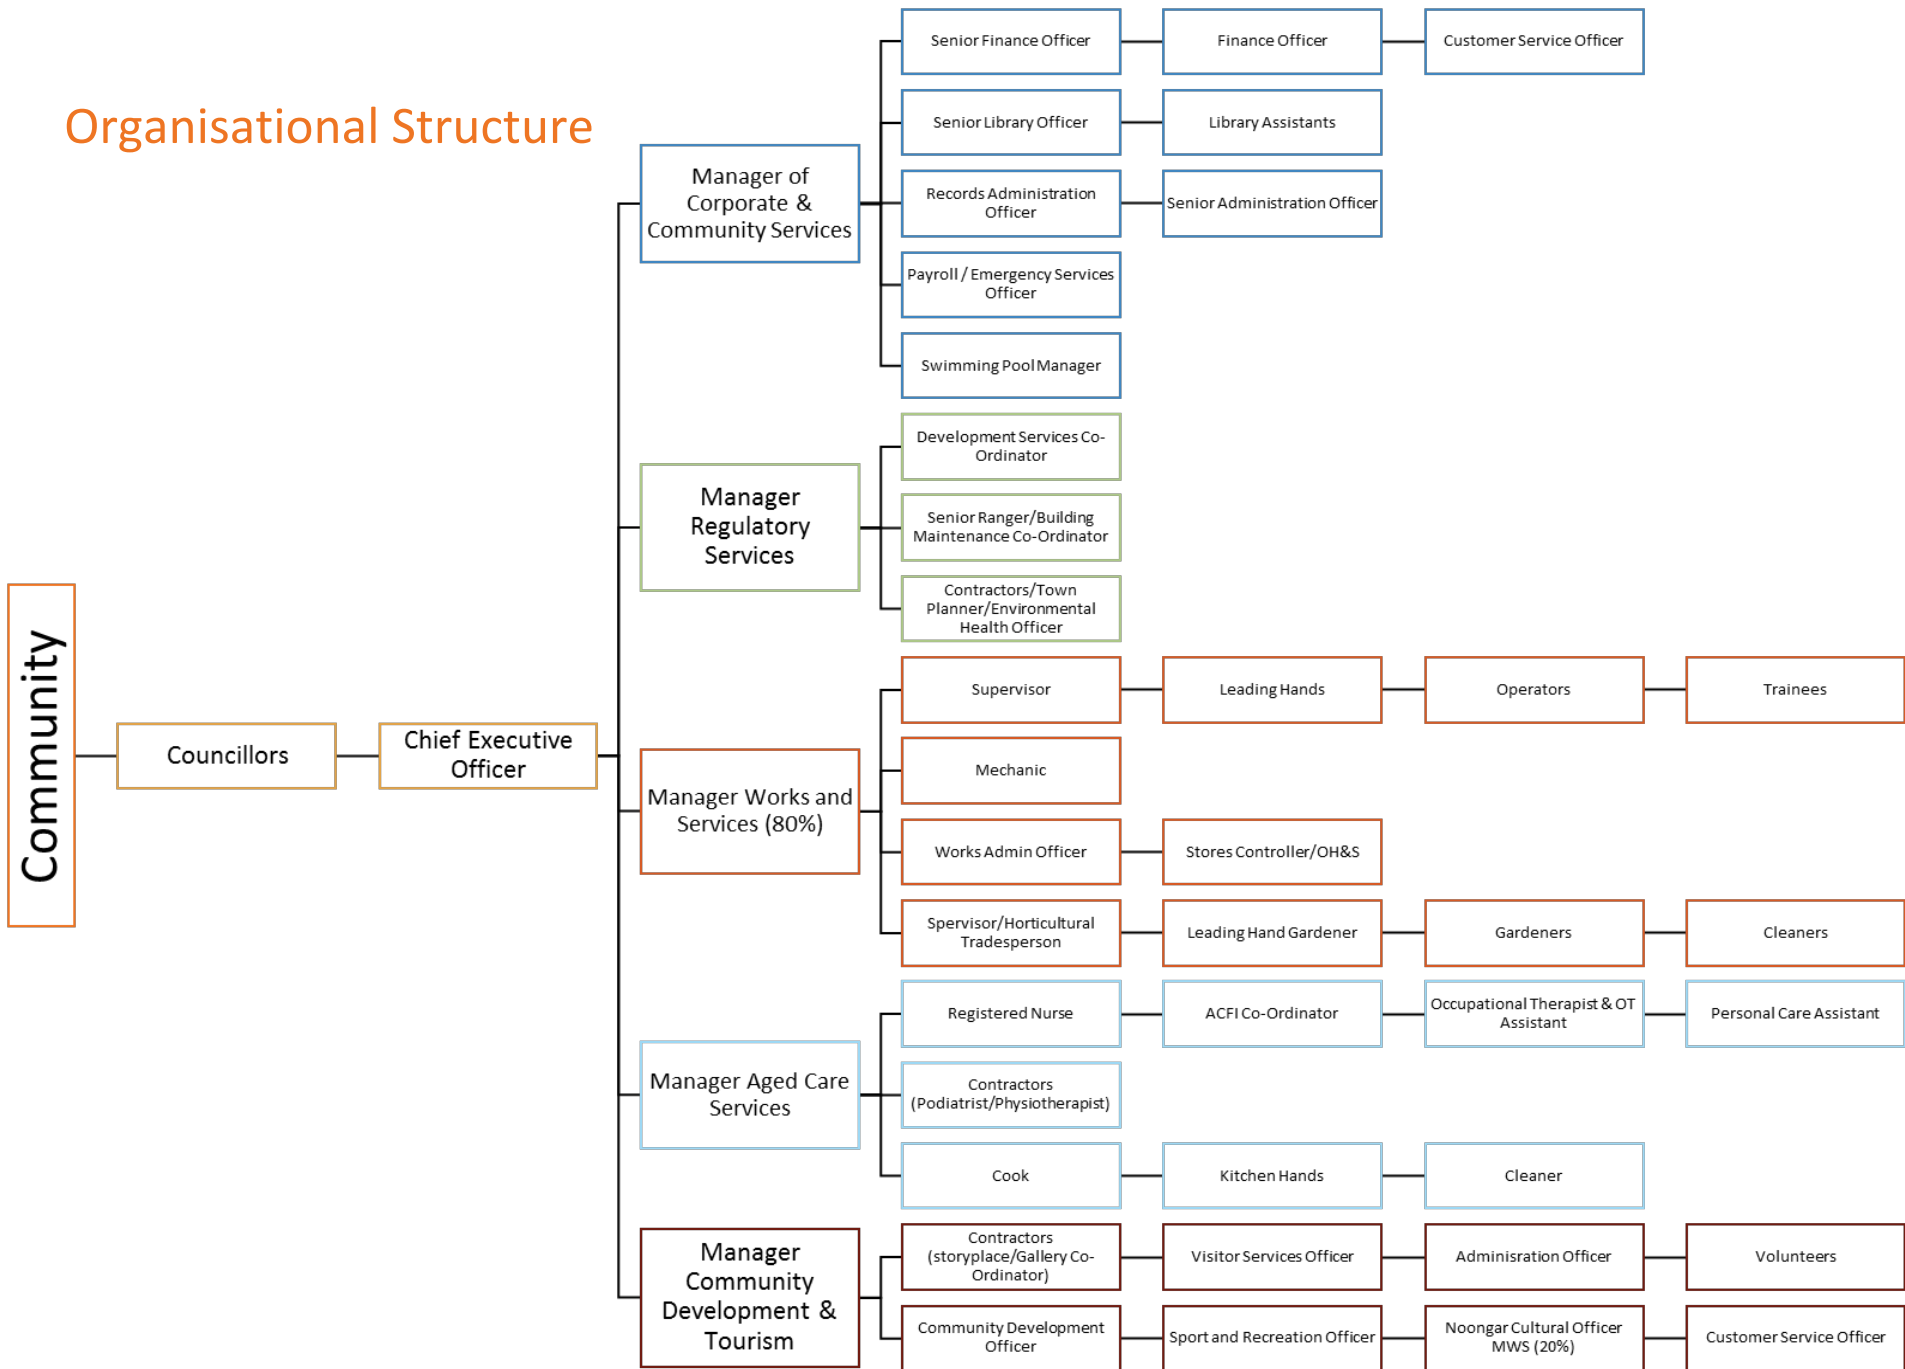 Organisational Structure
Community
Councillors
Chief Executive
Officer
Manager of
Corporate &
Community Services
Senior Finance Officer
Finance Officer
Customer Service Officer
Senior Library Officer
Library Assistants
Records Administration
Officer
Senior Administration Officer
Payroll / Emergency Services
Officer
Swimming Pool Manager
Manager
Regulatory
Services
Development Services Co-
Ordinator
Senior Ranger/Building
Maintenance Co-Ordinator
Contractors/Town
Planner/Environmental
Health Officer
Manager Works and
Services (80%)
Supervisor
Leading Hands
Operators
Trainees
Mechanic
Works Admin Officer
Stores Controller/OH&S
Spervisor/Horticultural
Tradesperson
Leading Hand Gardener
Gardeners
Cleaners
Manager Aged Care
Services
Registered Nurse
ACFI Co-Ordinator
Occupational Therapist & OT
Assistant
Personal Care Assistant
Contractors
(Podiatrist/Physiotherapist)
Cook
Kitchen Hands
Cleaner
Manager
Community
Development &
Tourism
Contractors
(storyplace/Gallery Co-
Ordinator)
Visitor Services Officer
Adminisration Officer
Volunteers
Community Development
Officer
Sport and Recreation Officer
Noongar Cultural Officer
MWS (20%)
Customer Service Officer